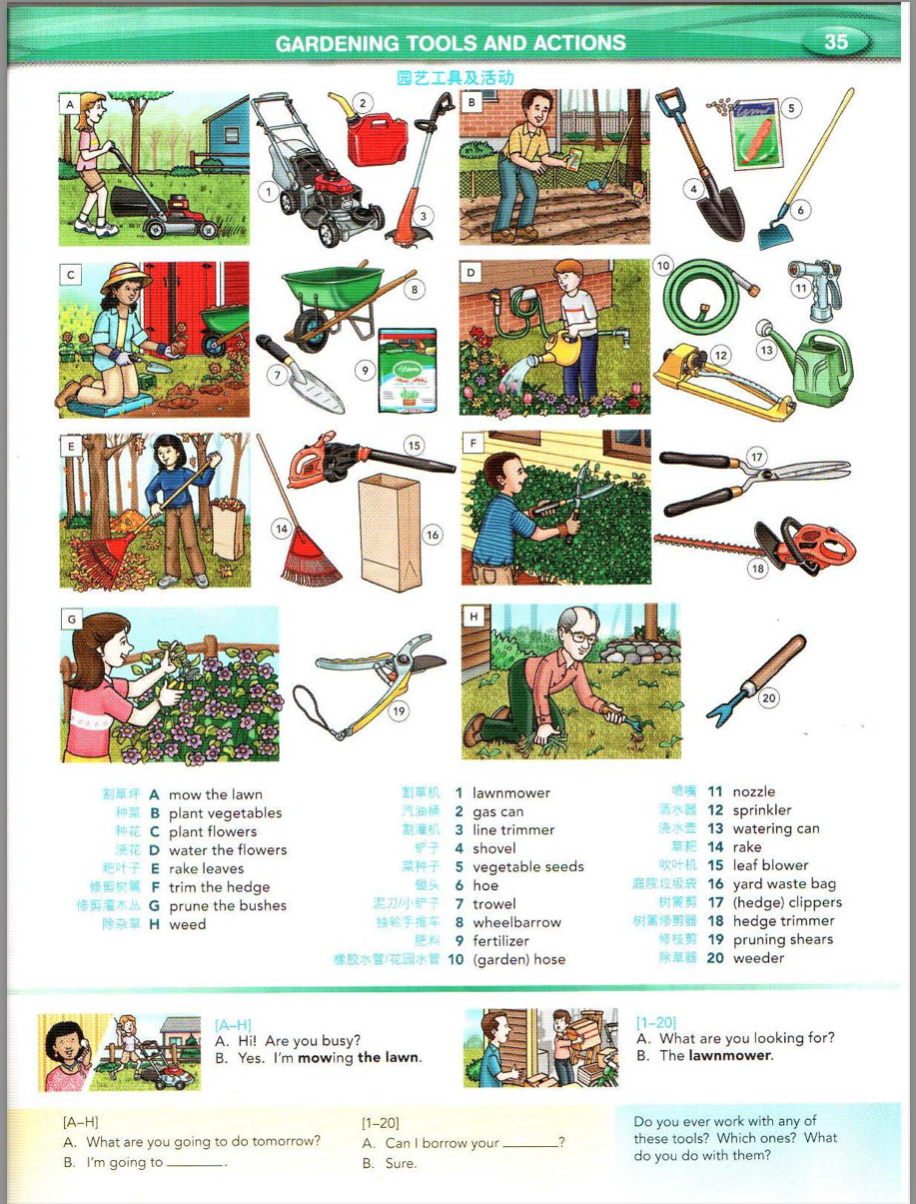 GARDENING TOOLS AND ACTIONS
35
园艺工具及活动
A
1
2
3
B
4
5
6
C
7
8
9
D
10
11
12
13
E
14
15
16
F
17
18
G
19
H
20
割草坪 A mow the lawn
种菜 B plant vegetables
种花 C plant flowers
浇花 D water the flowers
耙叶子 E rake leaves
修剪树篱 F trim the hedge
修剪灌木丛 G prune the bushes
除杂草 H weed
割草机 1 lawnmower
汽油桶 2 gas can
割灌机 3 line trimmer
铲子 4 shovel
菜种子 5 vegetable seeds
锄头 6 hoe
泥刀/小铲子 7 trowel
独轮手推车 8 wheelbarrow
肥料 9 fertilizer
橡胶水管/花园水管 10 (garden) hose
喷嘴 11 nozzle
洒水器 12 sprinkler
浇水壶 13 watering can
草耙 14 rake
吹叶机 15 leaf blower
庭院垃圾袋 16 yard waste bag
树篱剪 17 (hedge) clippers
树篱修剪器 18 hedge trimmer
修枝剪 19 pruning shears
除草器 20 weeder
[A–H]
A. Hi! Are you busy?
B. Yes. I'm mowing the lawn.
[1–20]
A. What are you looking for?
B. The lawnmower.
[A–H]
A. What are you going to do tomorrow?
B. I'm going to ________.
[1–20]
A. Can I borrow your ________?
B. Sure.
Do you ever work with any of
these tools? Which ones? What
do you do with them?